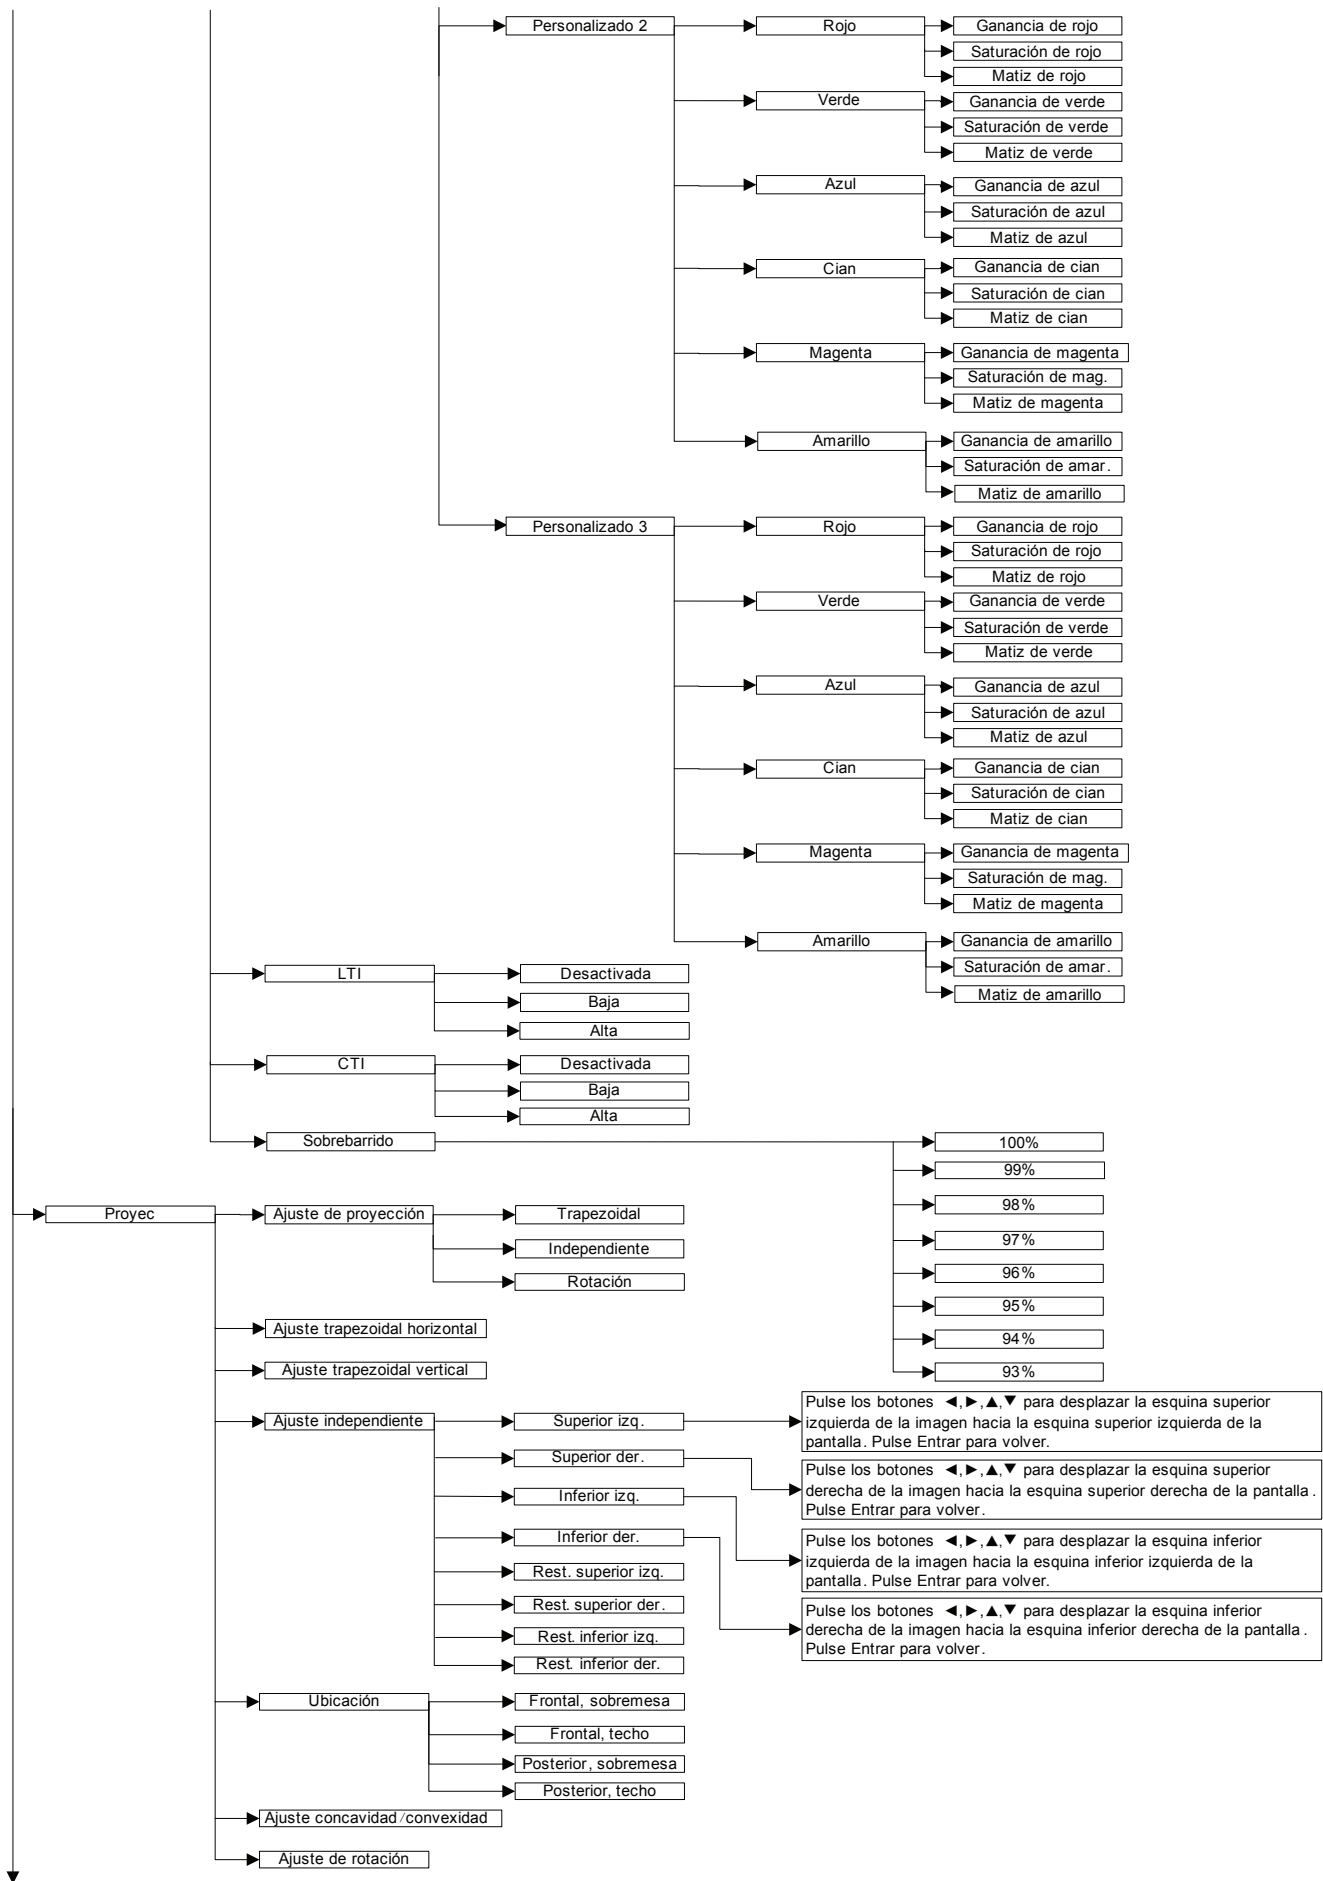 Personalizado 2
Rojo
Ganancia de rojo
Saturación de rojo
Matiz de rojo
Verde
Ganancia de verde
Saturación de verde
Matiz de verde
Azul
Ganancia de azul
Saturación de azul
Matiz de azul
Cian
Ganancia de cian
Saturación de cian
Matiz de cian
Magenta
Ganancia de magenta
Saturación de mag.
Matiz de magenta
Amarillo
Ganancia de amarillo
Saturación de amar.
Matiz de amarillo
Personalizado 3
Rojo
Ganancia de rojo
Saturación de rojo
Matiz de rojo
Verde
Ganancia de verde
Saturación de verde
Matiz de verde
Azul
Ganancia de azul
Saturación de azul
Matiz de azul
Cian
Ganancia de cian
Saturación de cian
Matiz de cian
Magenta
Ganancia de magenta
Saturación de mag.
Matiz de magenta
Amarillo
Ganancia de amarillo
Saturación de amar.
Matiz de amarillo
LTI
Desactivada
Baja
Alta
CTI
Desactivada
Baja
Alta
Sobrebarrido
100%
99%
98%
97%
96%
95%
94%
93%
Proyec
Ajuste de proyección
Trapezoidal
Independiente
Rotación
Ajuste trapezoidal horizontal
Ajuste trapezoidal vertical
Ajuste independiente
Superior izq.
Pulse los botones ◄,►,▲,▼ para desplazar la esquina superior
izquierda de la imagen hacia la esquina superior izquierda de la
pantalla. Pulse Entrar para volver.
Superior der.
Pulse los botones ◄,►,▲,▼ para desplazar la esquina superior
derecha de la imagen hacia la esquina superior derecha de la pantalla.
Pulse Entrar para volver.
Inferior izq.
Pulse los botones ◄,►,▲,▼ para desplazar la esquina inferior
izquierda de la imagen hacia la esquina inferior izquierda de la
pantalla. Pulse Entrar para volver.
Inferior der.
Pulse los botones ◄,►,▲,▼ para desplazar la esquina inferior
derecha de la imagen hacia la esquina inferior derecha de la pantalla.
Pulse Entrar para volver.
Rest. superior izq.
Rest. superior der.
Rest. inferior izq.
Rest. inferior der.
Ubicación
Frontal, sobremesa
Frontal, techo
Posterior, sobremesa
Posterior, techo
Ajuste concavidad/convexidad
Ajuste de rotación